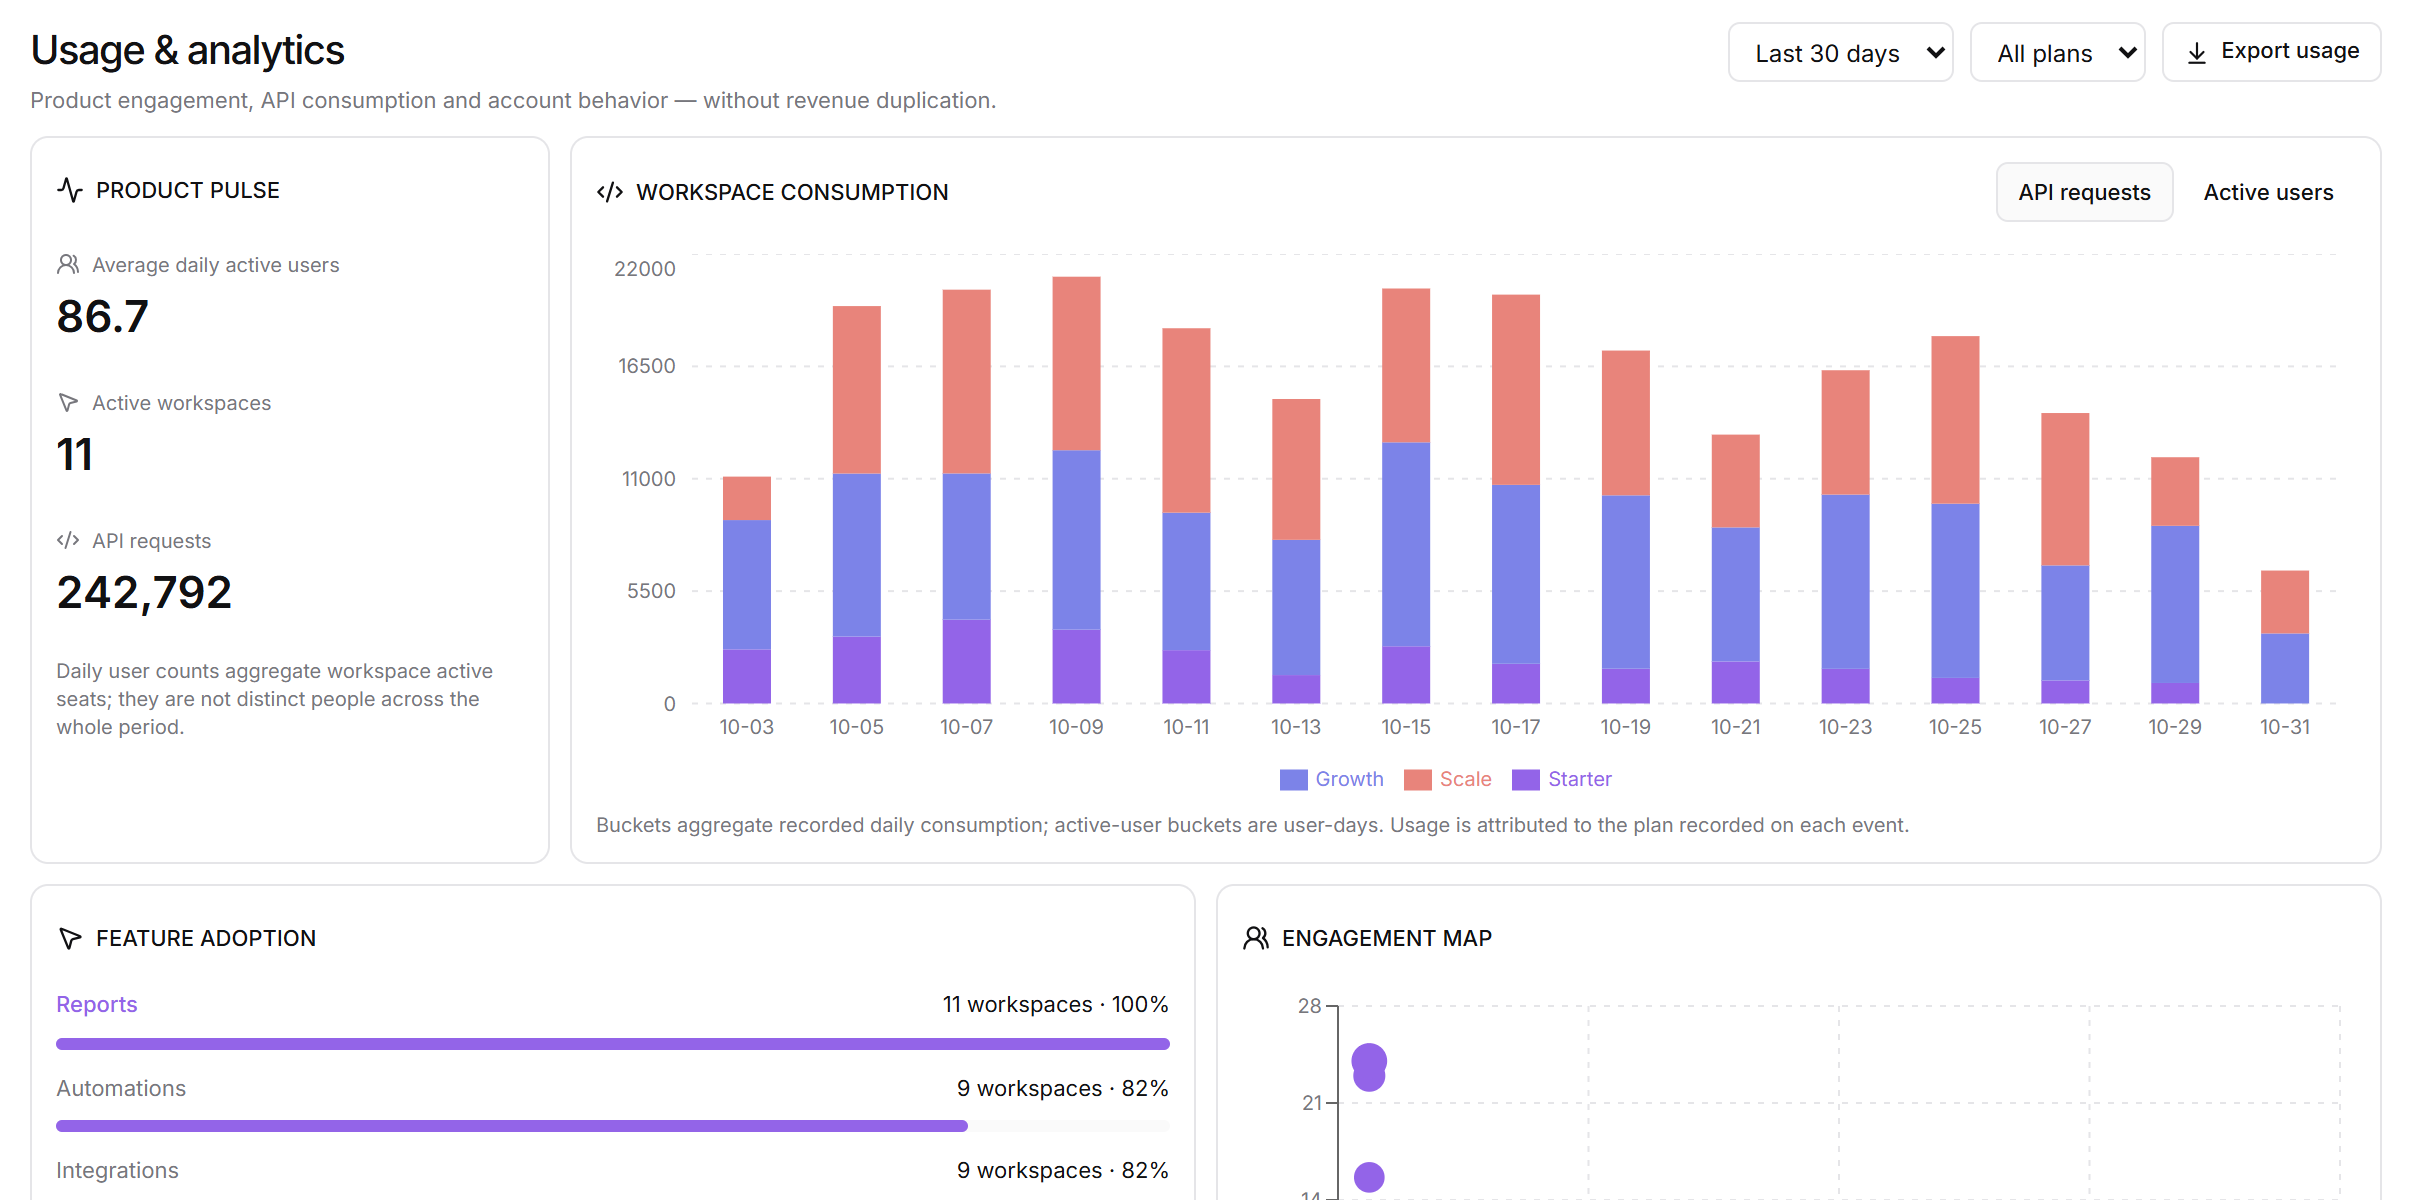 Usage & analytics
Product engagement, API consumption and account behavior — without revenue duplication.
Last 30 days
All plans
Export usage
PRODUCT PULSE
Average daily active users
86.7
Active workspaces
11
API requests
242,792
Daily user counts aggregate workspace active
seats; they are not distinct people across the
whole period.
WORKSPACE CONSUMPTION
API requests
Active users
22000
16500
11000
5500
0
10-03 10-05 10-07 10-09 10-11 10-13 10-15 10-17 10-19 10-21 10-23 10-25 10-27 10-29 10-31
Growth Scale Starter
Buckets aggregate recorded daily consumption; active-user buckets are user-days. Usage is attributed to the plan recorded on each event.
FEATURE ADOPTION
Reports 11 workspaces · 100%
Automations 9 workspaces · 82%
Integrations 9 workspaces · 82%
ENGAGEMENT MAP
28
21
14